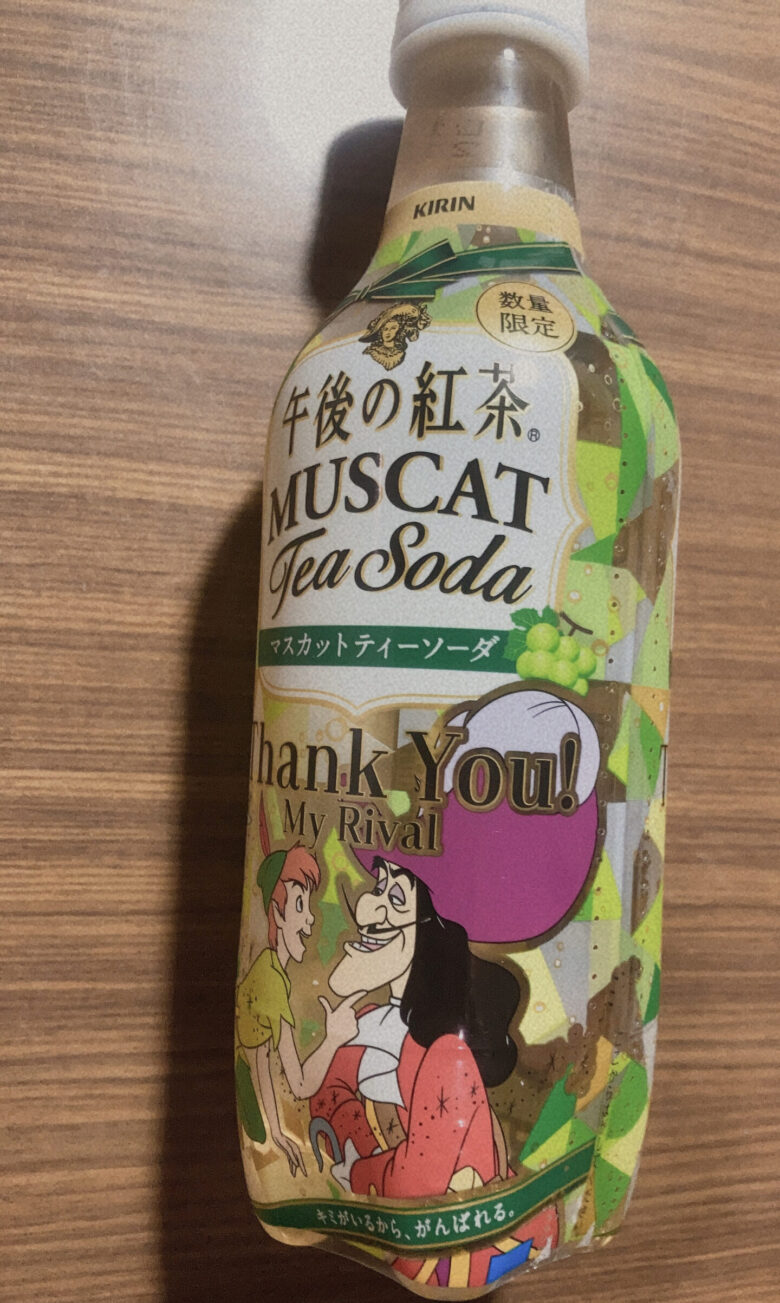 KIRIN
数量
限定
午後の紅茶®
MUSCAT
Tea Soda
マスカットティーソーダ
Thank You!
My Rival
キミがいるから、がんばれる。